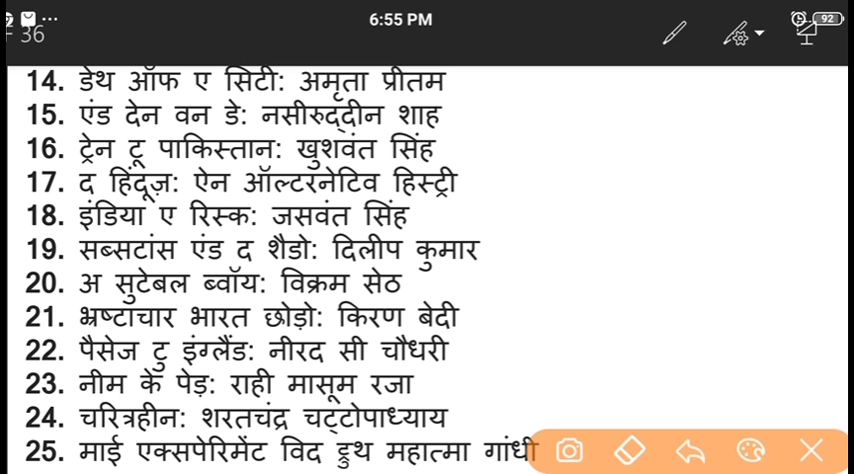 6:55 PM
92
36
14. डेथ ऑफ ए सिटी: अमृता प्रीतम
15. एंड देन वन डे: नसीरुद्दीन शाह
16. ट्रेन टू पाकिस्तान: खुशवंत सिंह
17. द हिंदूज़: ऐन ऑल्टरनेटिव हिस्ट्री
18. इंडिया ए रिस्क: जसवंत सिंह
19. सब्सटांस एंड द शैडो: दिलीप कुमार
20. अ सुटेबल ब्वॉय: विक्रम सेठ
21. भ्रष्टाचार भारत छोड़ो: किरण बेदी
22. पैसेज टु इंग्लैंड: नीरद सी चौधरी
23. नीम के पेड़: राही मासूम रजा
24. चरित्रहीन: शरतचंद्र चट्टोपाध्याय
25. माई एक्सपेरिमेंट विद ट्रुथ महात्मा गांधी